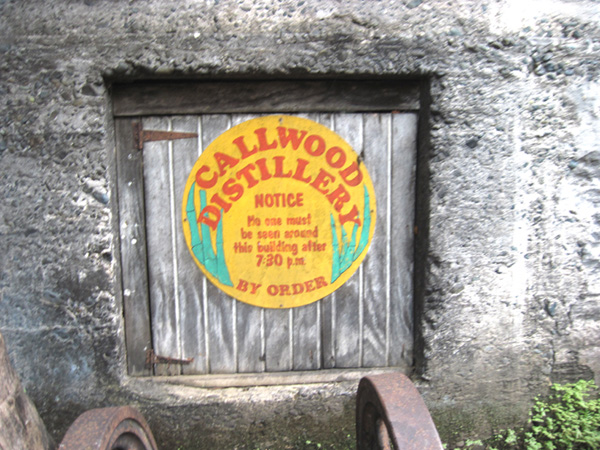 CALLWOOD
DISTILLERY
NOTICE
No one must
be seen around
this building after
7:30 p.m.
BY ORDER